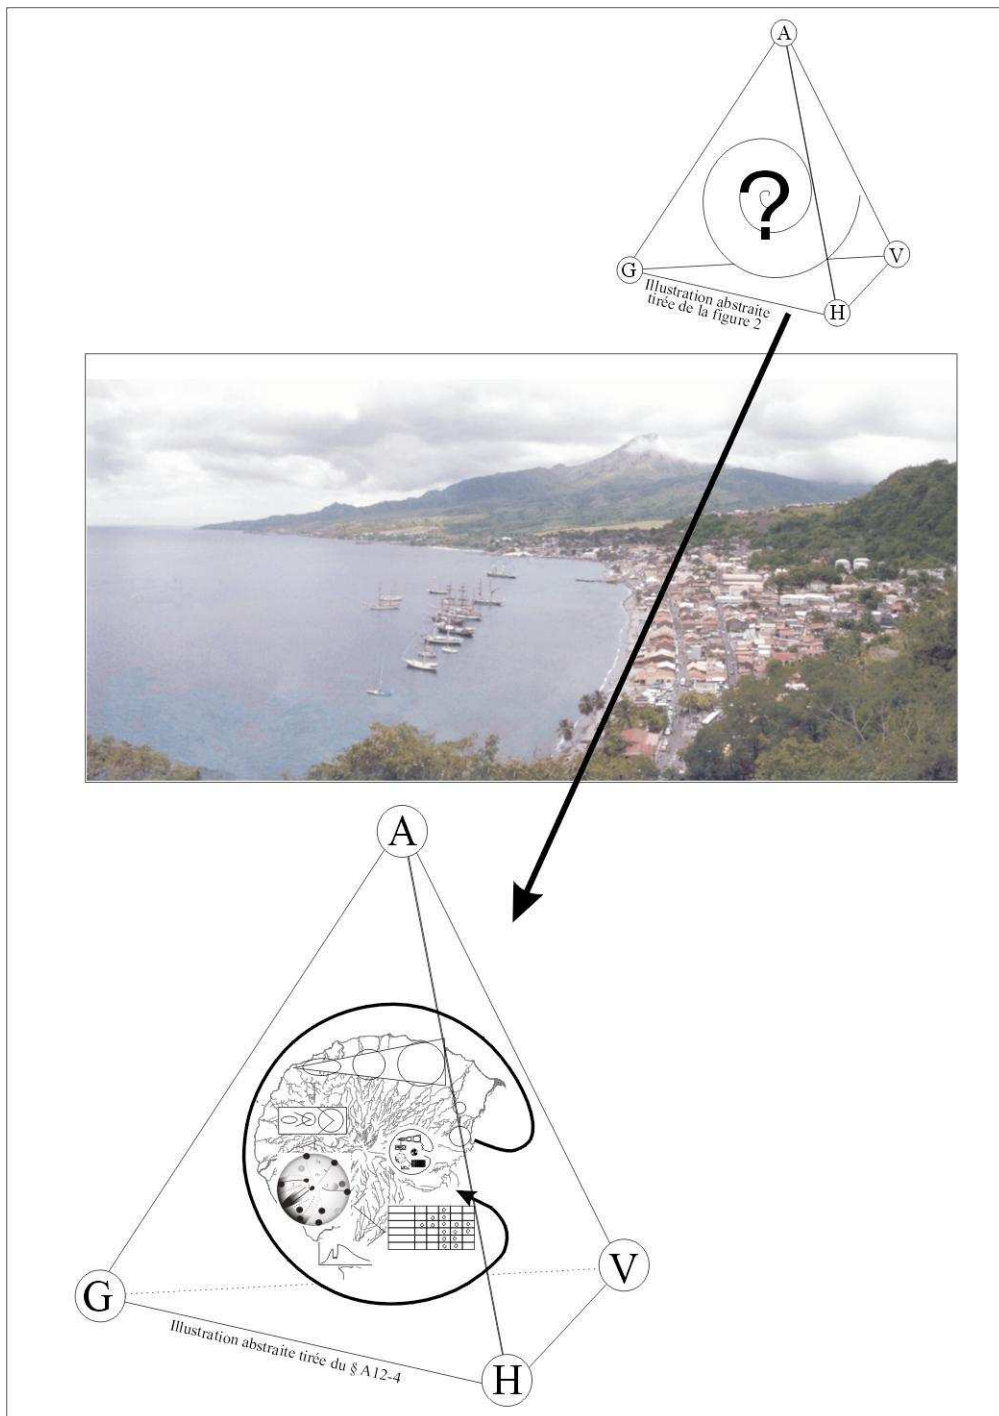 A
?
G
V
H
Illustration abstraite
tirée de la figure 2
A
G
V
H
Illustration abstraite tirée du § A12-4